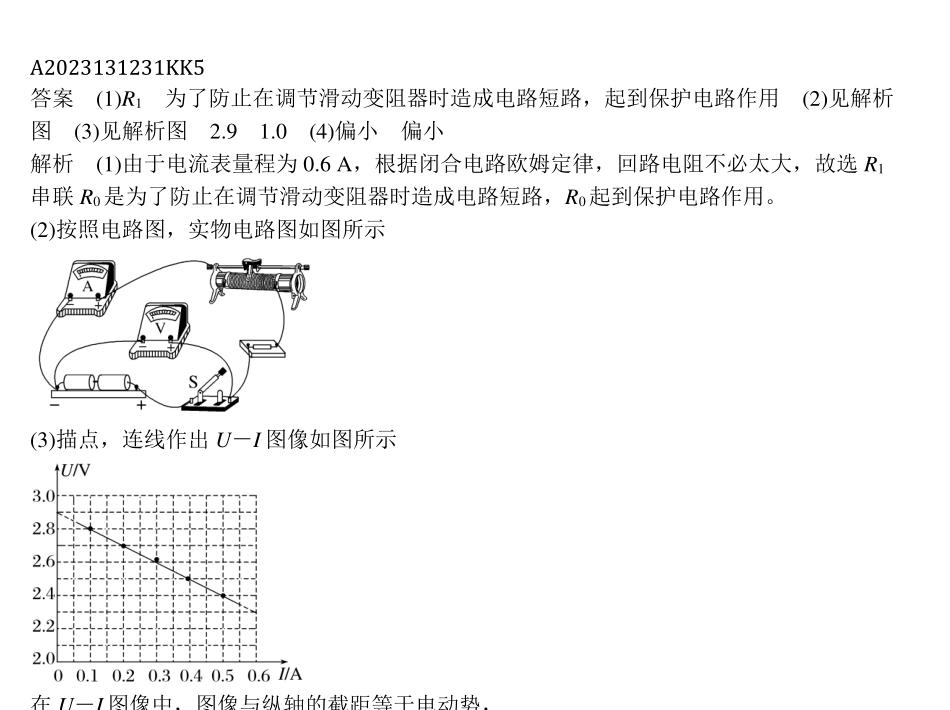 A2023131231KK5
答案　(1)R1　为了防止在调节滑动变阻器时造成电路短路，起到保护电路作用　(2)见解析
图　(3)见解析图　2.9　1.0　(4)偏小　偏小
解析　(1)由于电流表量程为 0.6 A，根据闭合电路欧姆定律，回路电阻不必太大，故选 R1
串联 R0是为了防止在调节滑动变阻器时造成电路短路，R0起到保护电路作用。
(2)按照电路图，实物电路图如图所示
A
− +
V
− +
S
− +
(3)描点，连线作出 U－I 图像如图所示
U/V
3.0
2.8
2.6
2.4
2.2
2.0
0 0.1 0.2 0.3 0.4 0.5 0.6 I/A
在 U－I 图像中，图像与纵轴的截距等于电动势，